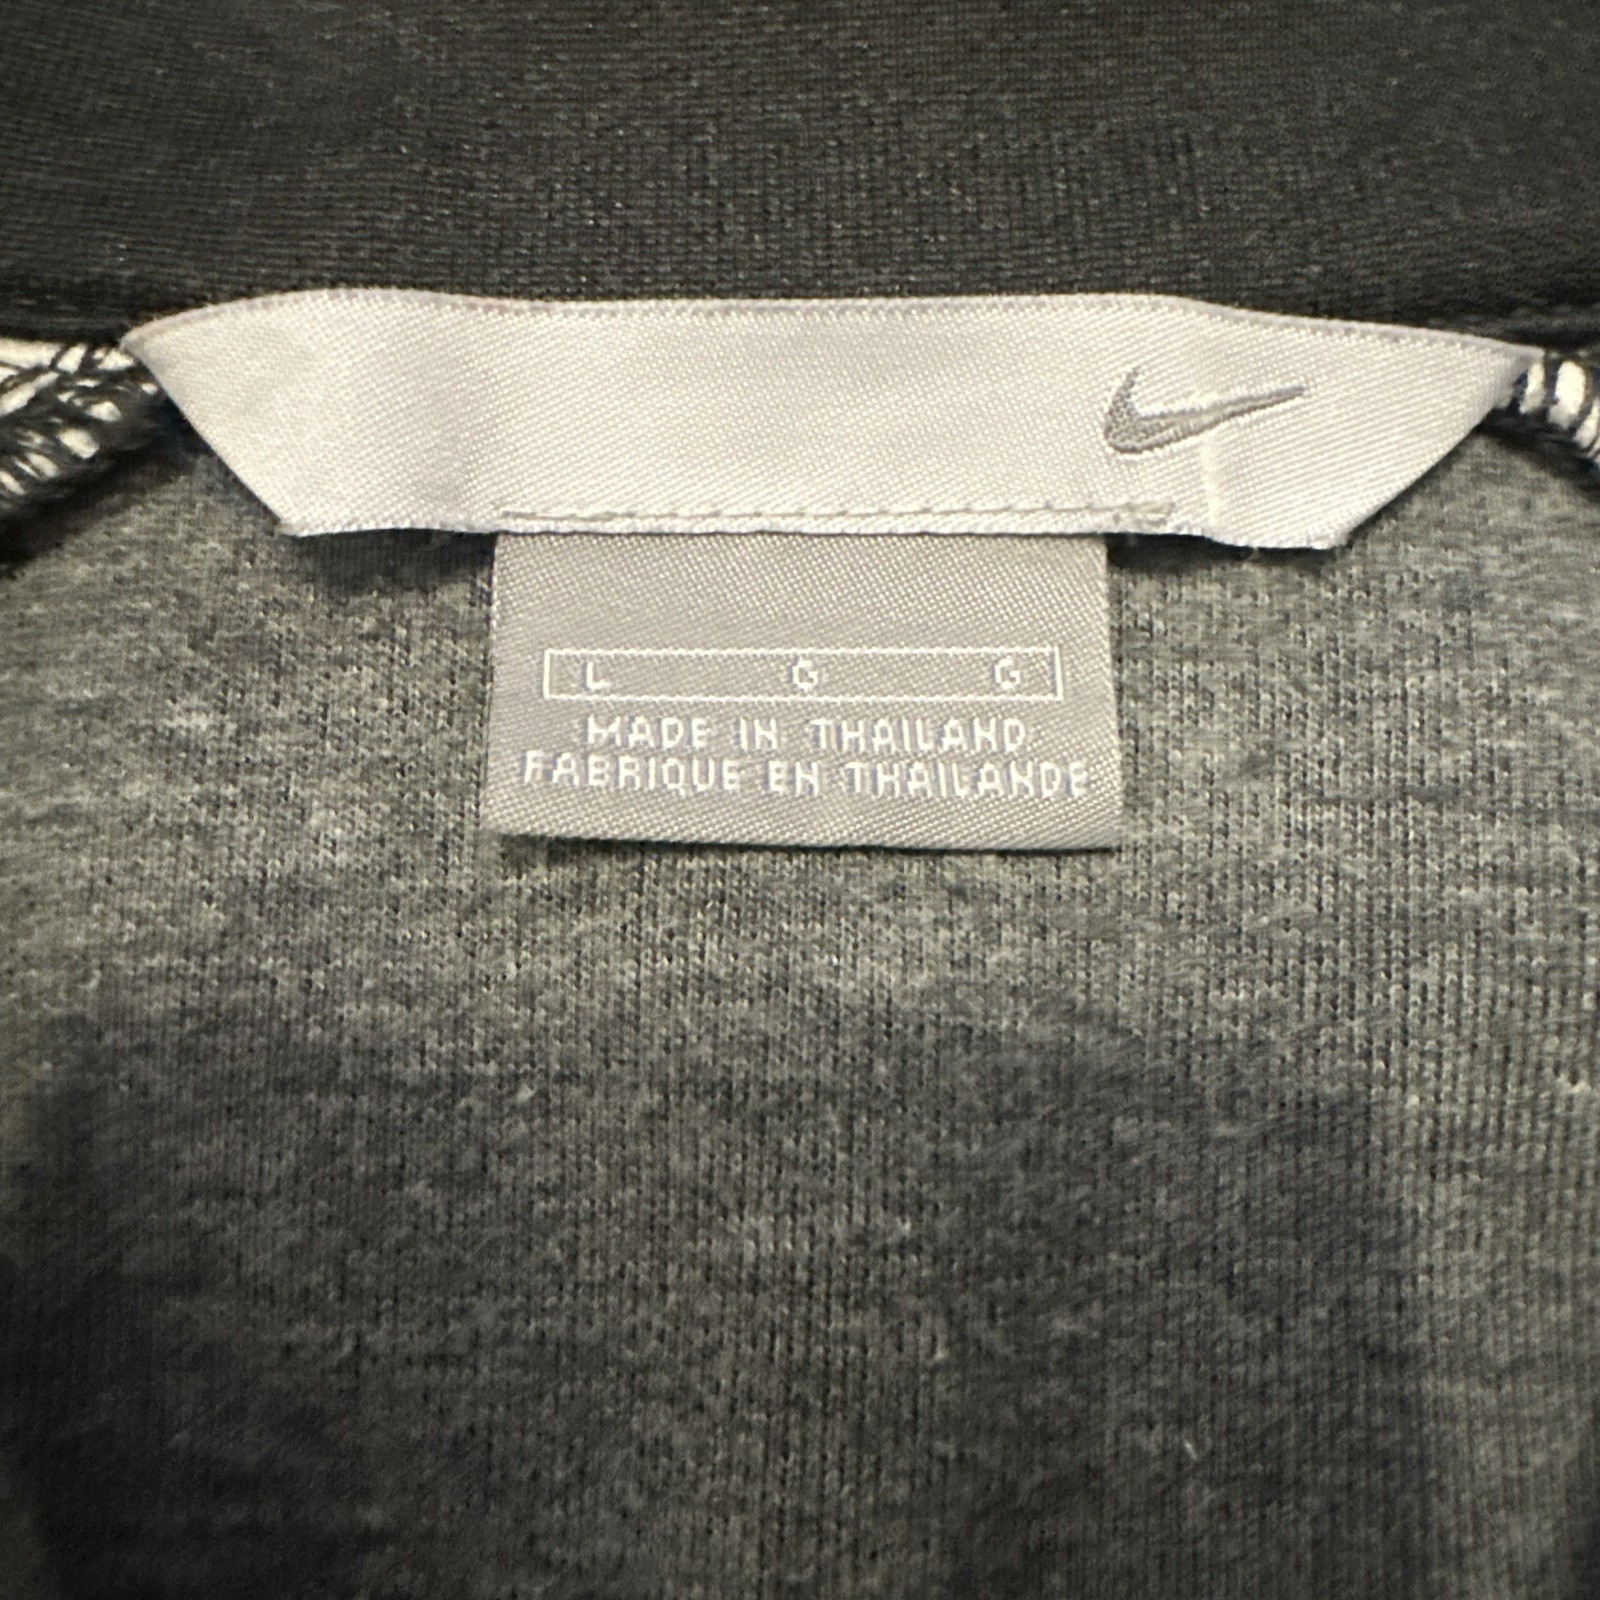 L G G
MADE IN THAILAND
FABRIQUE EN THAILANDE